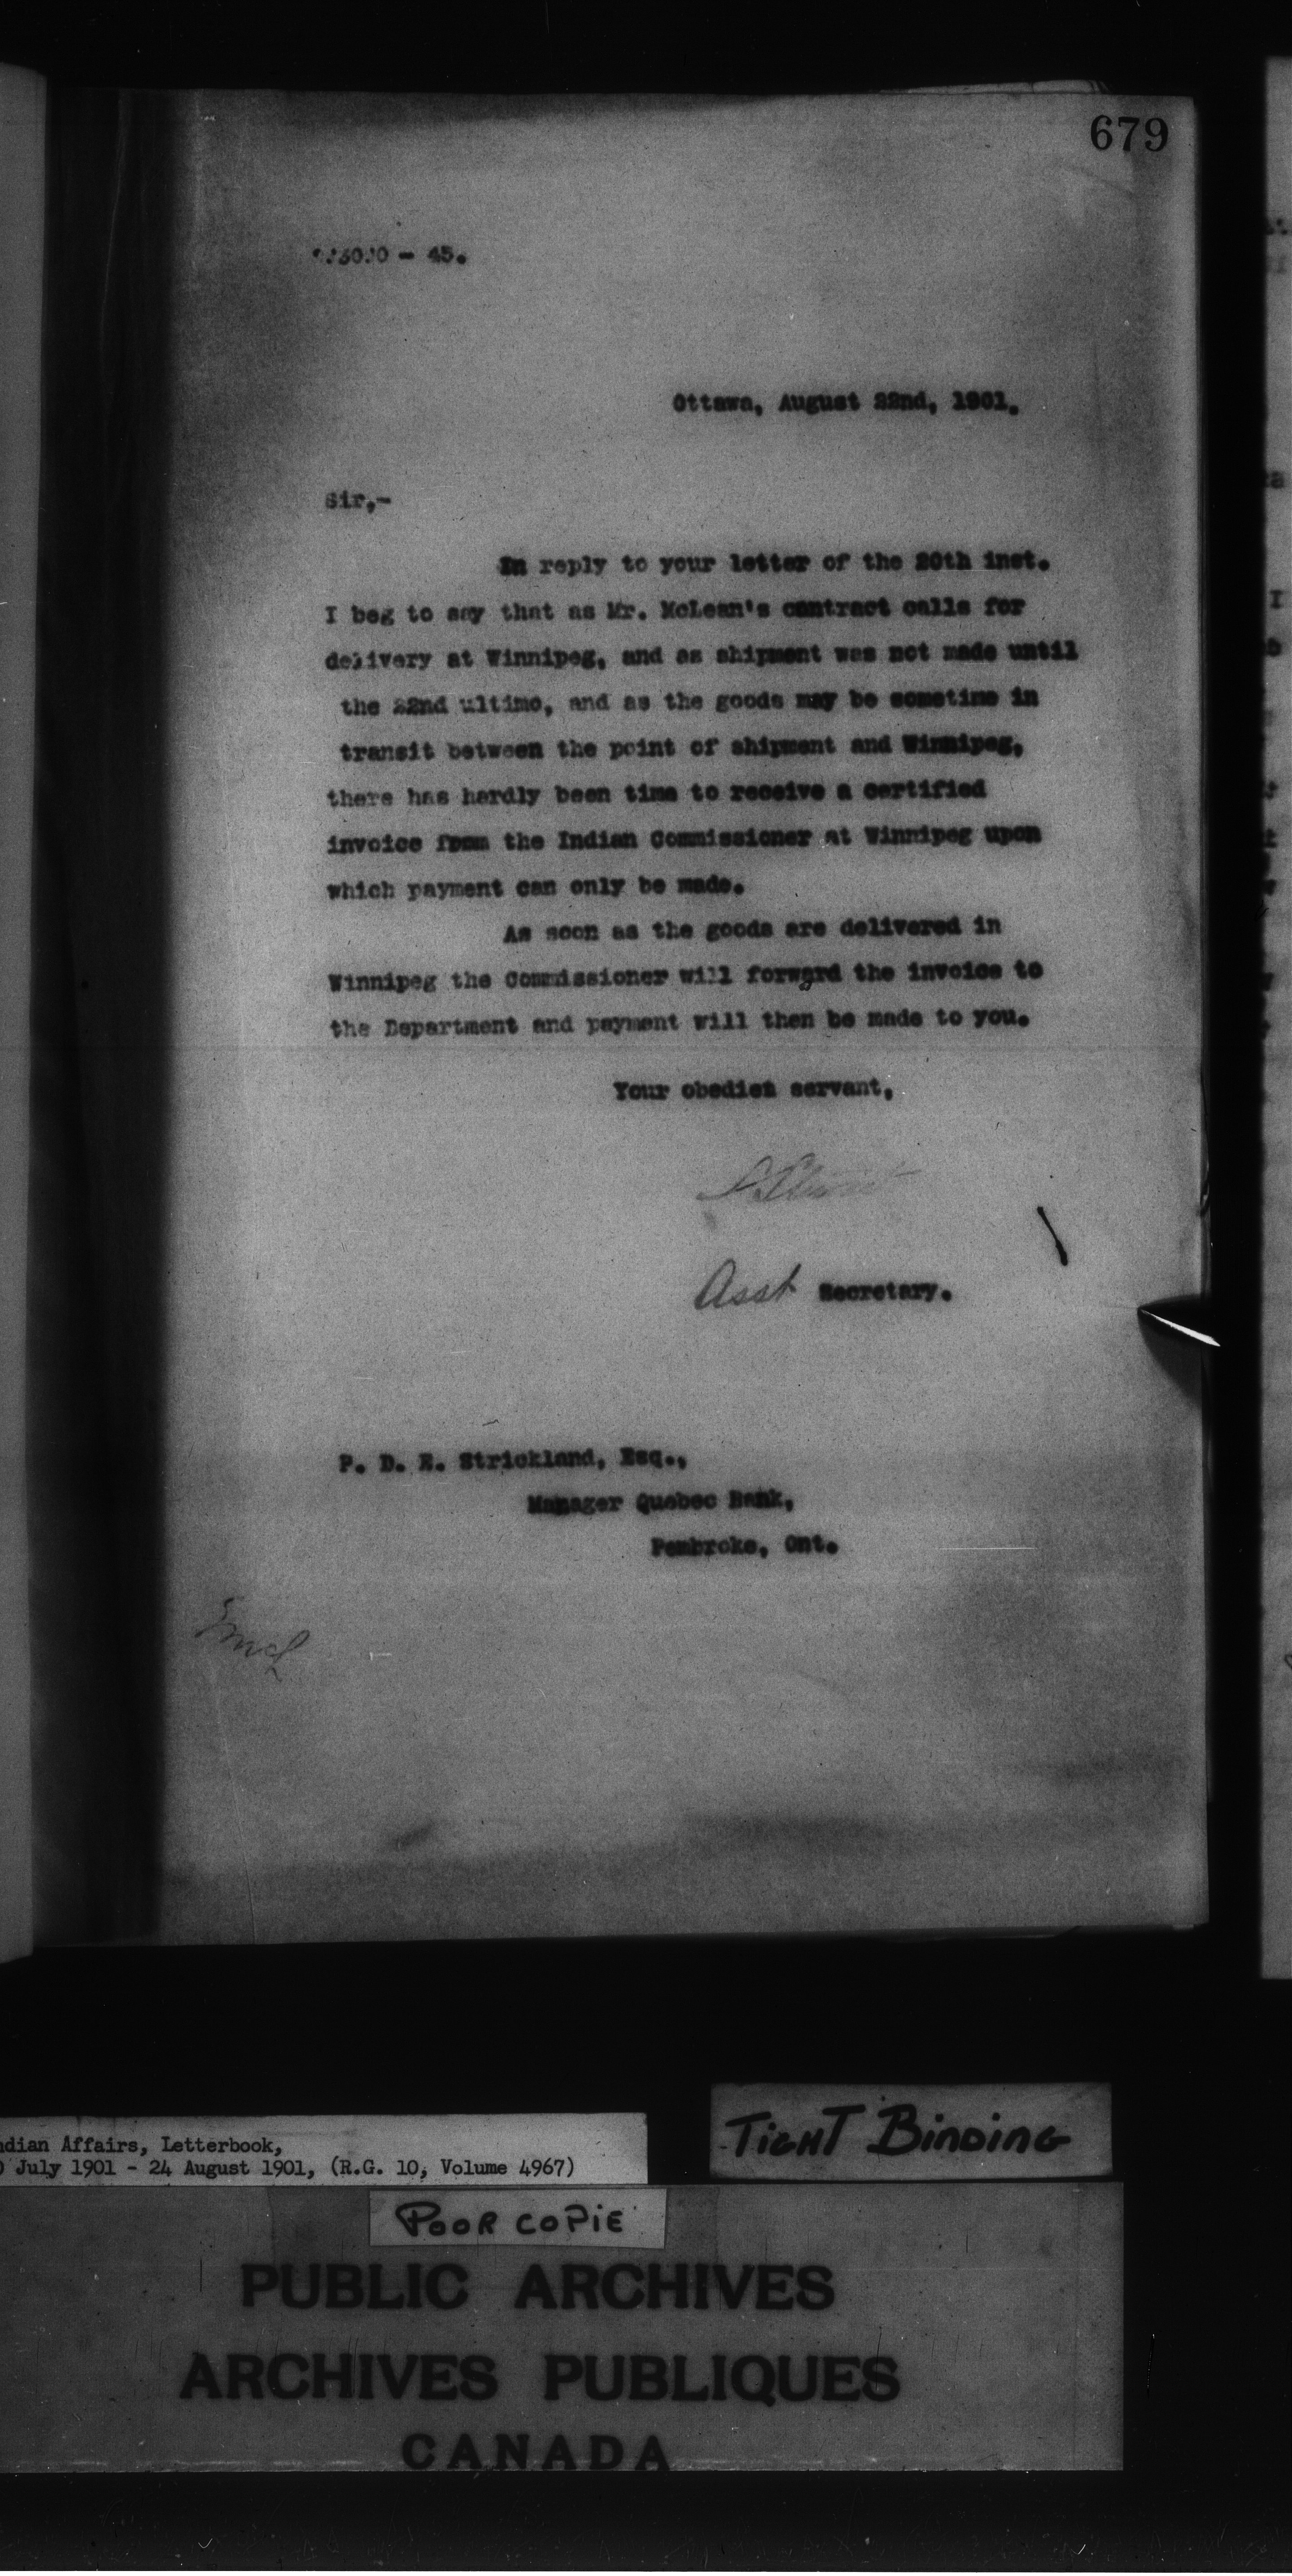 679
- 45.
Ottawa, August 22nd, 1901.
Sir,-
In reply to your letter of the 20th inst.
I beg to say that as Mr. McLean's contract calls for
delivery at Winnipeg, and as shipment was not made until
the 22nd ultimo, and as the goods may be sometime in
transit between the point of shipment and Winnipeg,
there has hardly been time to receive a certified
invoice from the Indian Commissioner at Winnipeg upon
which payment can only be made.
As soon as the goods are delivered in
Winnipeg the Commissioner will forward the invoice to
the Department and payment will then be made to you.
Your obedien servant,
Asst Secretary.
P. D. E. Strickland, Esq.,
Manager Quebec Bank,
Pembroke, Ont.
ndian Affairs, Letterbook,
July 1901 - 24 August 1901, (R.G. 10, Volume 4967)
TIGHT BINDING
POOR COPIE
PUBLIC ARCHIVES
ARCHIVES PUBLIQUES
CANADA